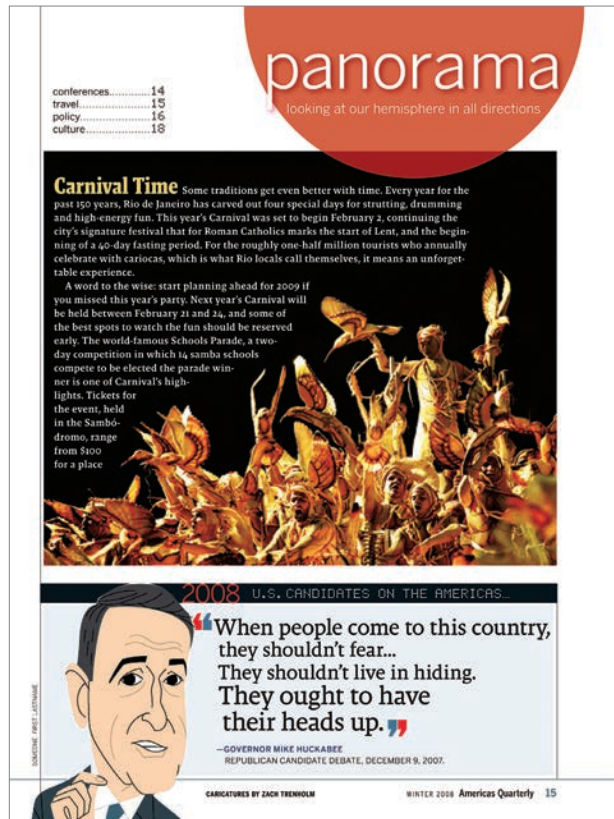 panorama
looking at our hemisphere in all directions
conferences..............14
travel......................15
policy......................16
culture.....................18
Carnival Time Some traditions get even better with time. Every year for the
past 150 years, Rio de Janeiro has carved out four special days for strutting, drumming
and high-energy fun. This year's Carnival was set to begin February 2, continuing the
city's signature festival that for Roman Catholics marks the start of Lent, and the begin-
ning of a 40-day fasting period. For the roughly one-half million tourists who annually
celebrate with cariocas, which is what Rio locals call themselves, it means an unforget-
table experience.
A word to the wise: start planning ahead for 2009 if
you missed this year's party. Next year's Carnival will
be held between February 21 and 24, and some of
the best spots to watch the fun should be reserved
early. The world-famous Schools Parade, a two-
day competition in which 14 samba schools
compete to be elected the parade win-
ner is one of Carnival's high-
lights. Tickets for
the event, held
in the Sambó-
dromo, range
from $100
for a place
2008 U.S. CANDIDATES ON THE AMERICAS...
“When people come to this country,
they shouldn't fear...
They shouldn't live in hiding.
They ought to have
their heads up.”
—GOVERNOR MIKE HUCKABEE
REPUBLICAN CANDIDATE DEBATE, DECEMBER 9, 2007.
SOMEONE FIRST LASTNAME
CARICATURES BY ZACH TRENHOLM
WINTER 2008 Americas Quarterly 15